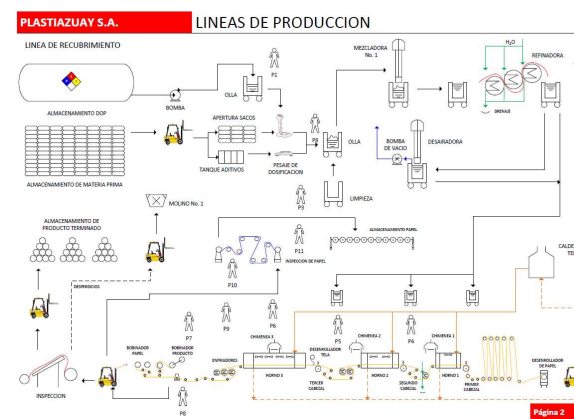 PLASTIAZUAY S.A.
LINEAS DE PRODUCCION
LINEA DE RECUBRIMIENTO
MEZCLADORA
No. 1
H₂O
REFINADORA
P1
OLLA
BOMBA
ALMACENAMIENTO DOP
DRENAJE
APERTURA SACOS
P8
OLLA
BOMBA
DE VACIO
DESAIRADORA
TANQUE ADITIVOS
PESAJE DE
DOSIFICACION
ALMACENAMIENTO DE MATERIA PRIMA
LIMPIEZA
MOLINO No. 1
P3
ALMACENAMIENTO DE
PRODUCTO TERMINADO
ALMACENAMIENTO PAPEL
P11
INSPECCION DE PAPEL
P10
CALDE
TE
DESPERDICIOS
P7
P9
P6
P5
P4
CHIMENEA 3
CHIMENEA 2
CHIMENEA 1
BOBINADOR
PAPEL
BOBINADOR
PRODUCTO
ENFRIADORES
DESENROLLADOR
TELA
DESENROLLADOR
DE PAPEL
HORNO 3
TERCER
CABEZAL
HORNO 2
SEGUNDO
CABEZAL
HORNO 1
PRIMER
CABEZAL
INSPECCION
P8
Página 2